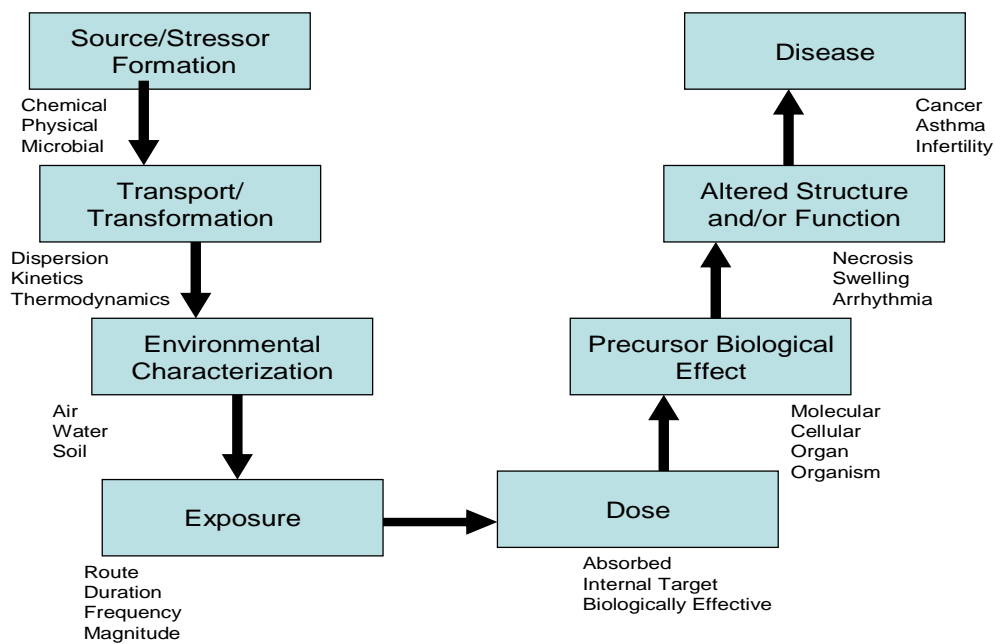 Source/Stressor
Formation
Chemical
Physical
Microbial
Transport/
Transformation
Dispersion
Kinetics
Thermodynamics
Environmental
Characterization
Air
Water
Soil
Exposure
Route
Duration
Frequency
Magnitude
Dose
Absorbed
Internal Target
Biologically Effective
Precursor Biological
Effect
Molecular
Cellular
Organ
Organism
Altered Structure
and/or Function
Necrosis
Swelling
Arrhythmia
Disease
Cancer
Asthma
Infertility